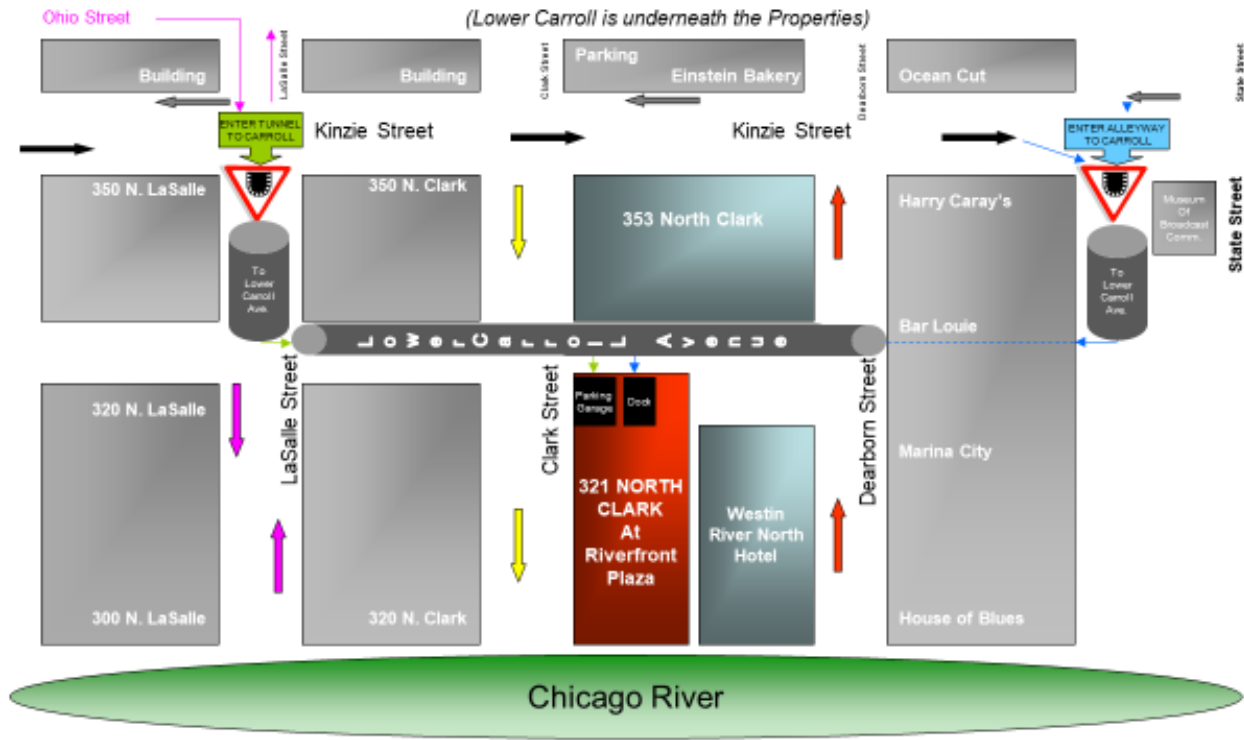 Ohio Street
(Lower Carroll is underneath the Properties)
Building
LaSalle Street
Building
Clark Street
Parking
Einstein Bakery
Dearborn Street
Ocean Cut
State Street
ENTER TUNNEL
TO CARROLL
Kinzie Street
Kinzie Street
ENTER ALLEYWAY
TO CARROLL
350 N. LaSalle
350 N. Clark
353 North Clark
Harry Caray's
Museum
Of
Broadcast
Comm.
State Street
To
Lower
Carroll
Ave.
To
Lower
Carroll
Ave.
Lower Carroll Avenue
Bar Louie
LaSalle Street
Clark Street
Dearborn Street
320 N. LaSalle
Parking
Garage
Dock
Marina City
321 NORTH
CLARK
At
Riverfront
Plaza
Westin
River North
Hotel
300 N. LaSalle
320 N. Clark
House of Blues
Chicago River